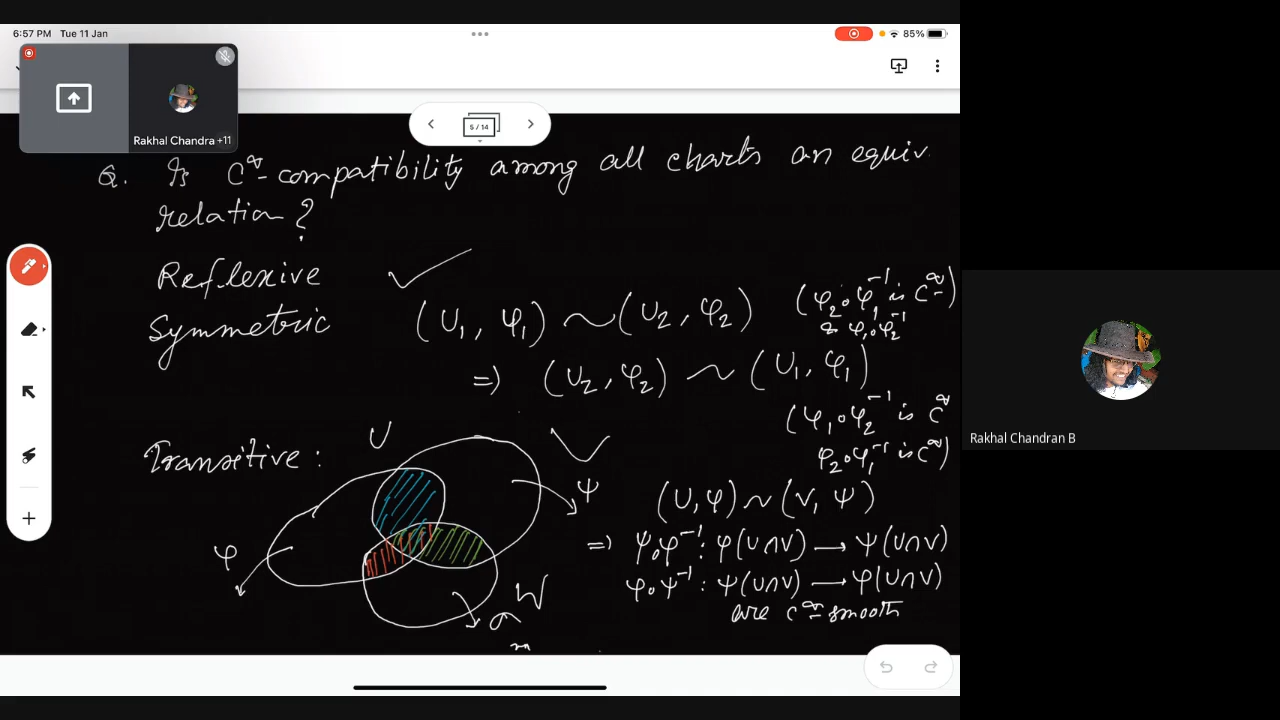 6:57 PM Tue 11 Jan
85%
Rakhal Chandra +11
5 / 14
Q. Is C^∞-compatibility among all charts an equiv.
relation?
Reflexive ✓
Symmetric (U₁, φ₁) ~ (U₂, φ₂) (φ₂∘φ₁⁻¹ is C^∞)
& φ₁∘φ₂⁻¹
=> (U₂, φ₂) ~ (U₁, φ₁)
(φ₁∘φ₂⁻¹ is C^∞
φ₂∘φ₁⁻¹ is C^∞)
Transitive : U V
φ ψ
W σ
(U, φ) ~ (V, ψ)
=> ψ∘φ⁻¹ : φ(U∩V) → ψ(U∩V)
φ∘ψ⁻¹ : ψ(U∩V) → φ(U∩V)
are C^∞-smooth
Rakhal Chandran B